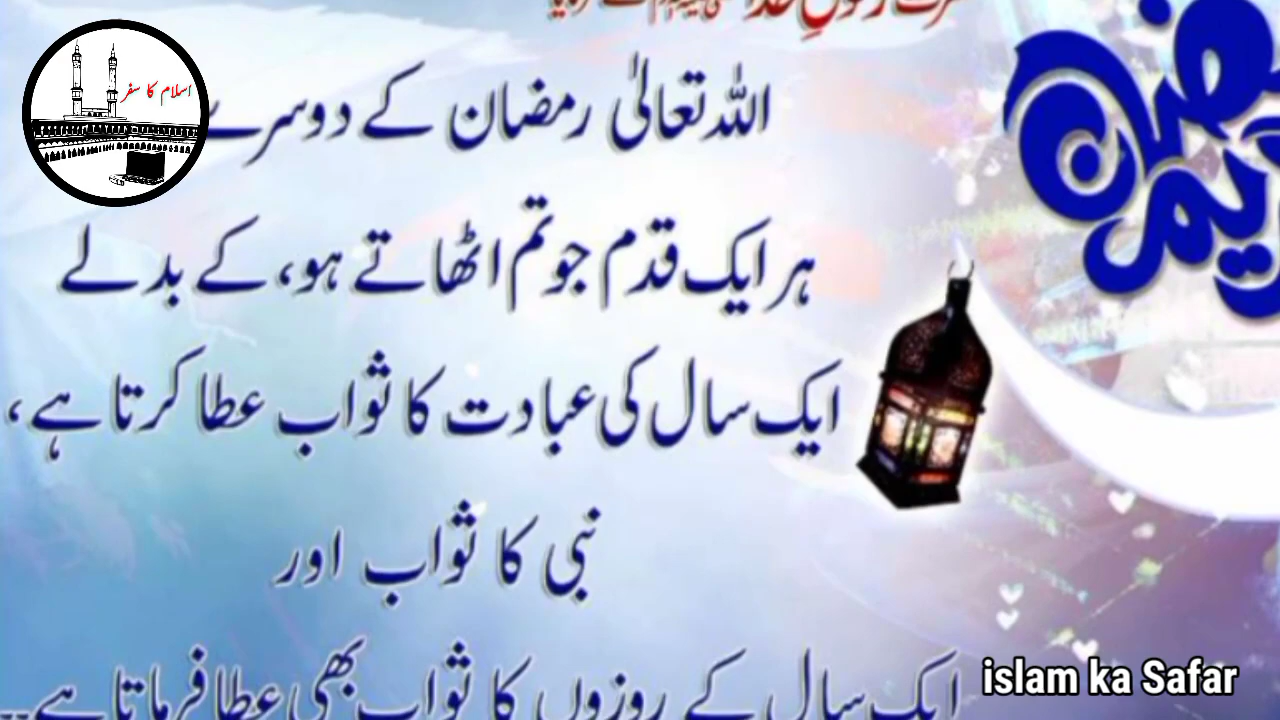 اللہ تعالیٰ رمضان کے دوسرے
ہر ایک قدم جو تم اٹھاتے ہو، کے بدلے
ایک سال کی عبادت کا ثواب عطا کرتا ہے،
نبی کا ثواب اور
ایک سال کے روزوں کا ثواب بھی عطا فرماتا ہے۔۔
اسلام کا سفر
islam ka Safar